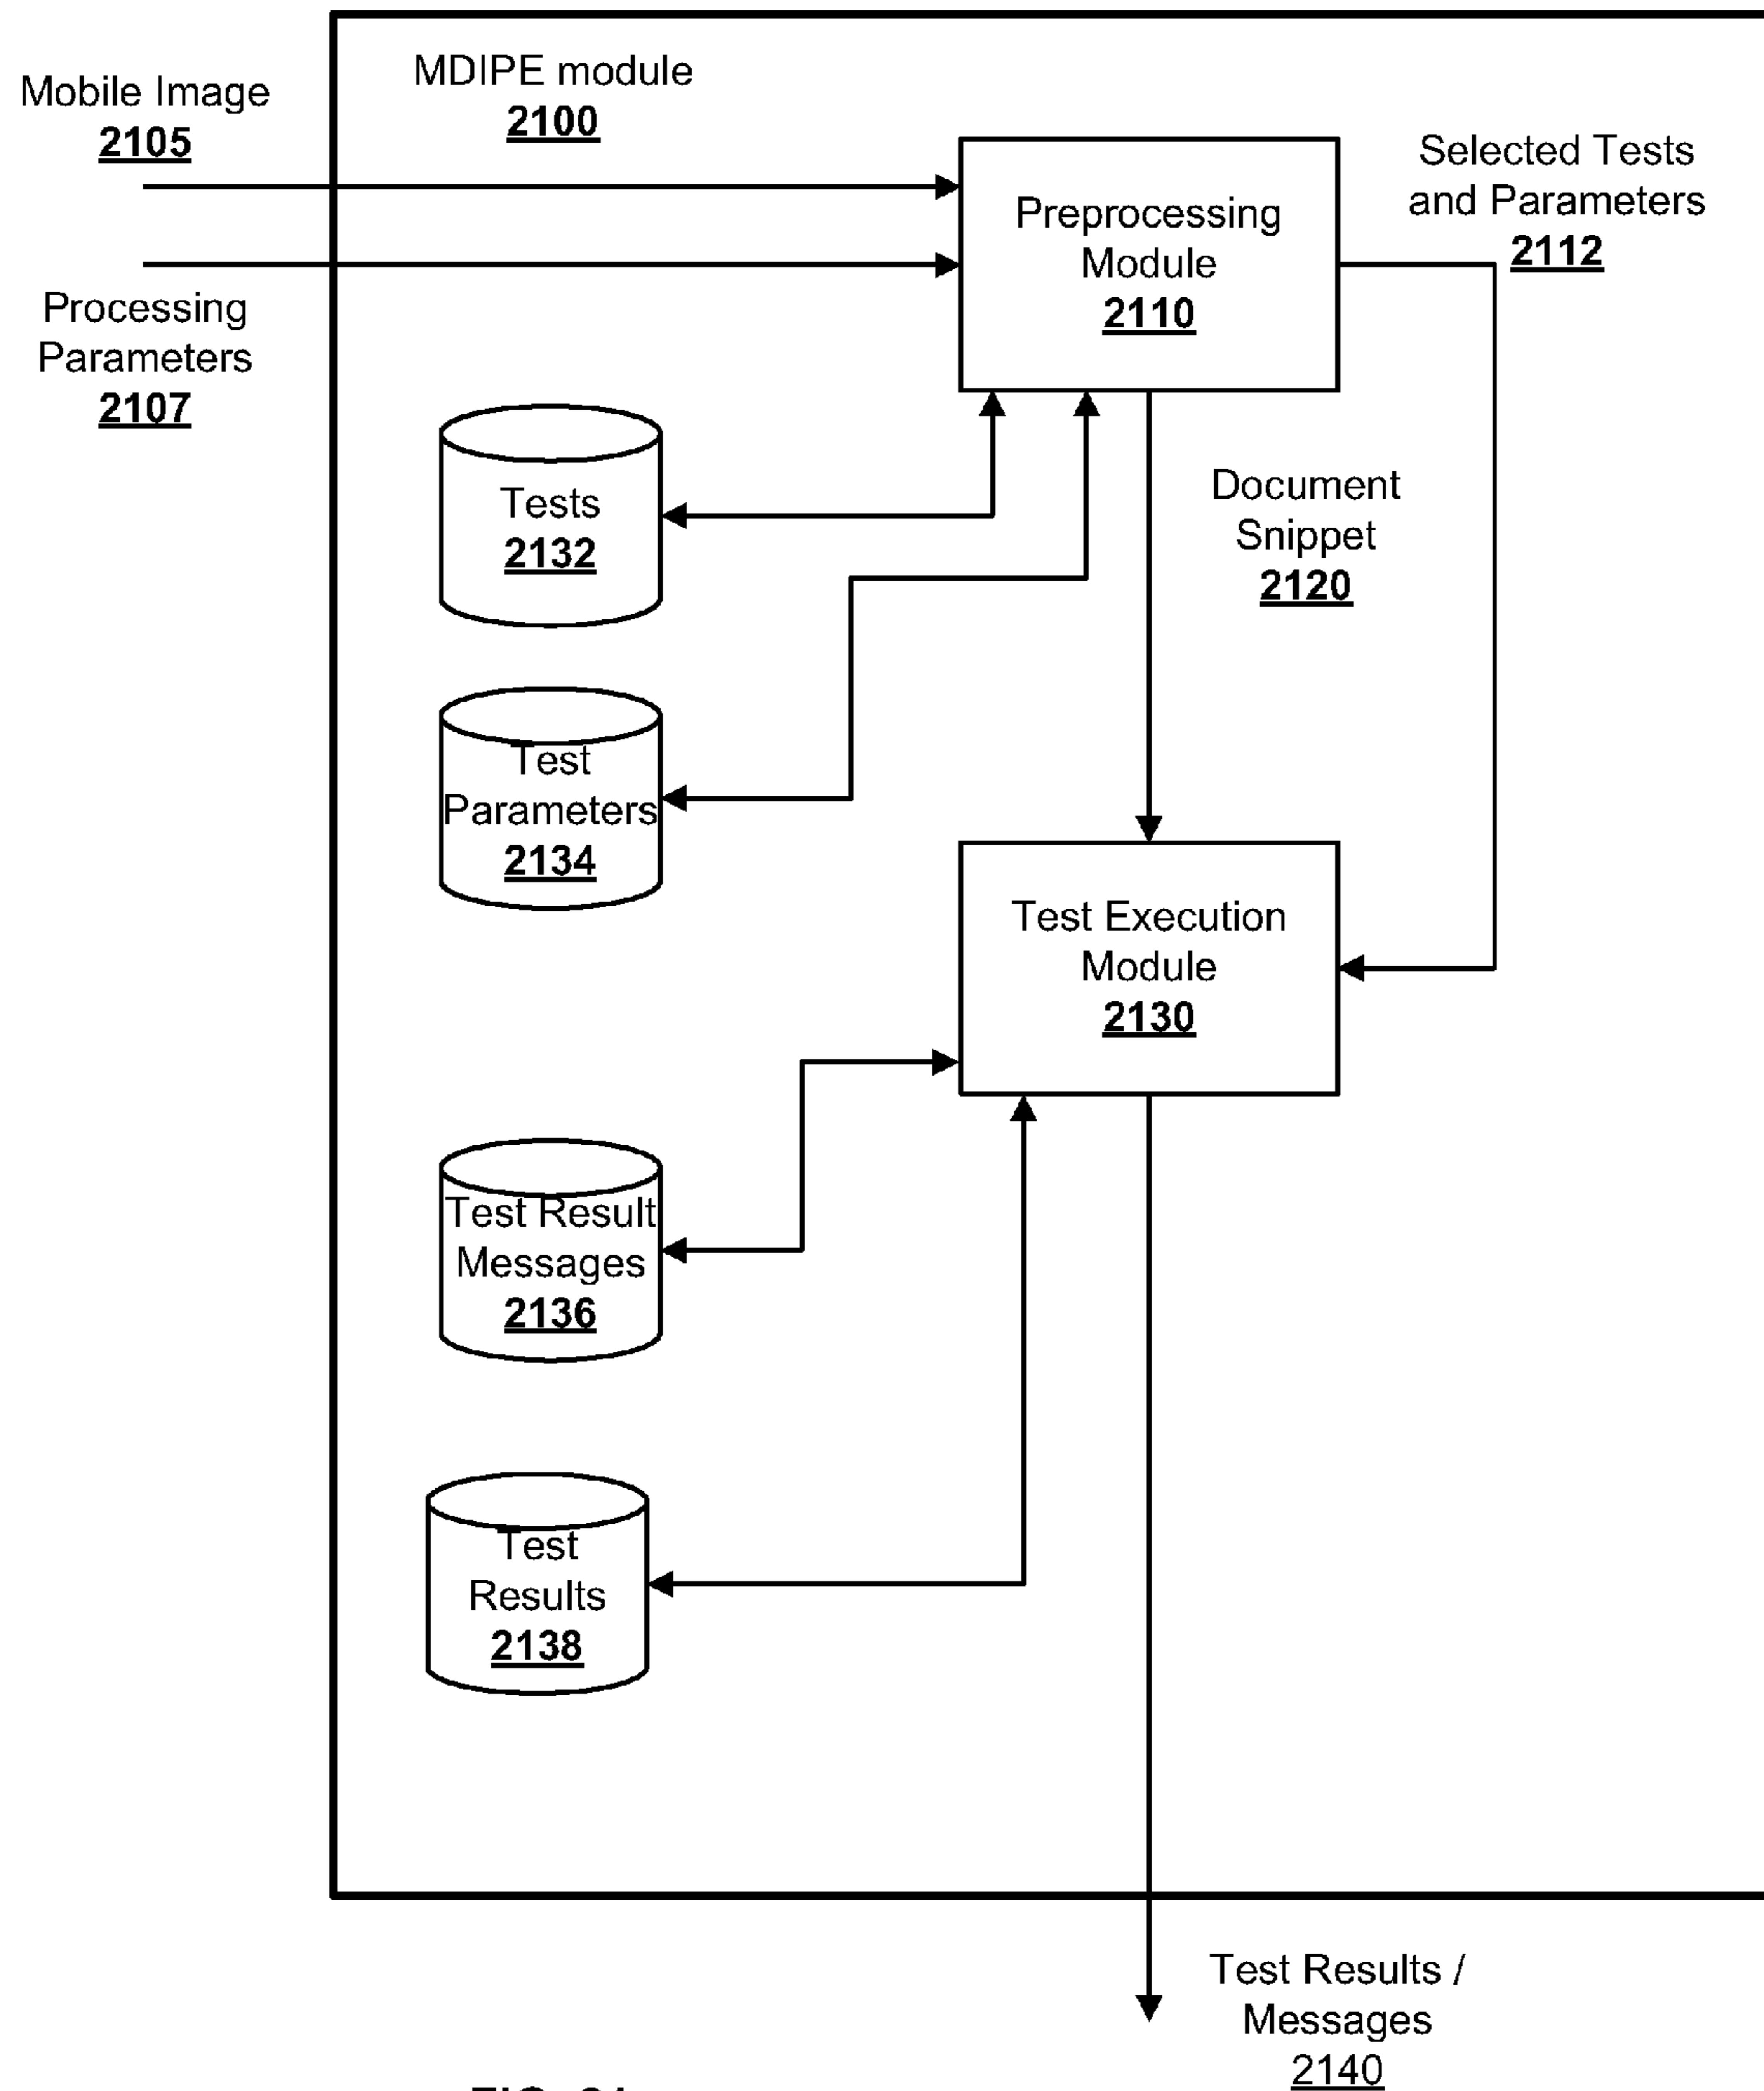 MDIPE module
2100
Mobile Image
2105
Processing
Parameters
2107
Preprocessing
Module
2110
Selected Tests
and Parameters
2112
Tests
2132
Document
Snippet
2120
Test
Parameters
2134
Test Execution
Module
2130
Test Result
Messages
2136
Test
Results
2138
Test Results /
Messages
2140